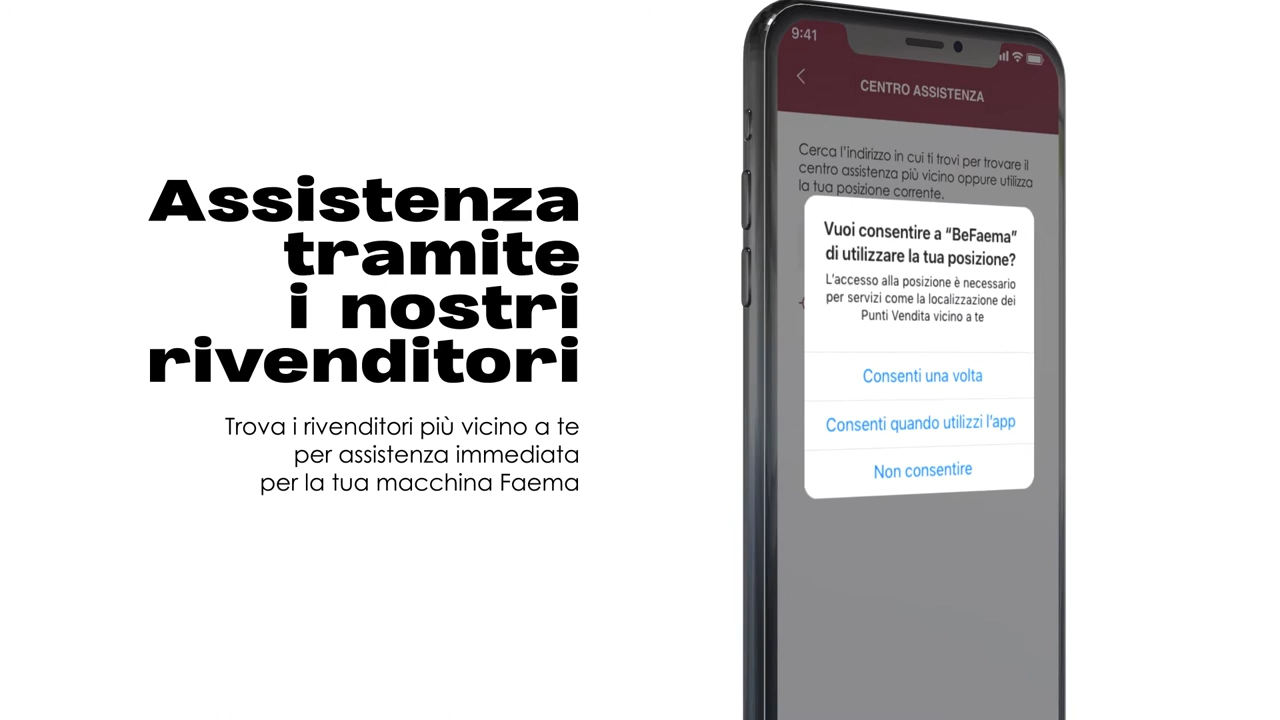 Assistenza
tramite
i nostri
rivenditori
Trova i rivenditori più vicino a te
per assistenza immediata
per la tua macchina Faema
9:41
CENTRO ASSISTENZA
Cerca l'indirizzo in cui ti trovi per trovare il
centro assistenza più vicino oppure utilizza
la tua posizione corrente.
Vuoi consentire a “BeFaema”
di utilizzare la tua posizione?
L'accesso alla posizione è necessario
per servizi come la localizzazione dei
Punti Vendita vicino a te
Consenti una volta
Consenti quando utilizzi l'app
Non consentire